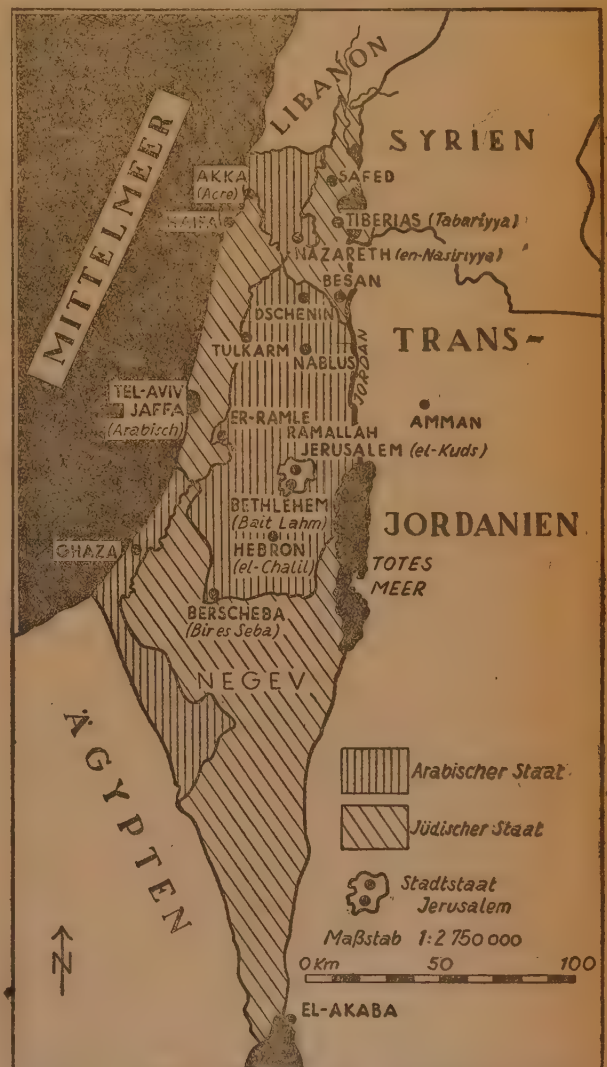 LIBANON
SYRIEN
MITTELMEER
AKKA
(Acre)
SAFED
HAIFA
TIBERIAS (Tabariyya)
NAZARETH (en-Nasiriyya)
BESAN
DSCHENIN
TULKARM
NABLUS
JORDAN
TRANS-
TEL-AVIV
JAFFA
(Arabisch)
ER-RAMLE
AMMAN
RAMALLAH
JERUSALEM (el-Kuds)
BETHLEHEM
(Bait Lahm)
JORDANIEN
GHAZA
HEBRON
(el-Chalil)
TOTES
MEER
BERSCHEBA
(Bir es Seba)
NEGEV
ÄGYPTEN
Arabischer Staat
Jüdischer Staat
Stadtstaat
Jerusalem
Maßstab 1:2 750 000
0 Km 50 100
N
EL-AKABA